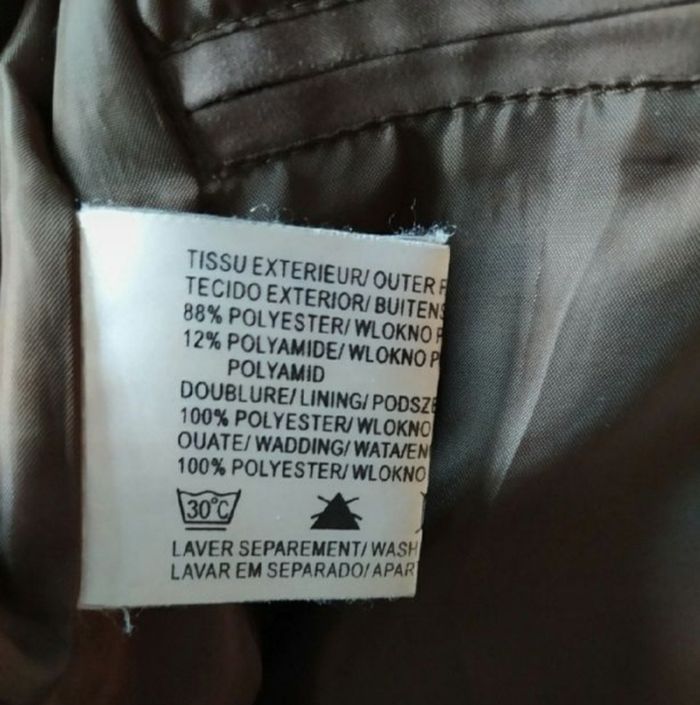 TISSU EXTERIEUR/ OUTER F
TECIDO EXTERIOR/ BUITENS
88% POLYESTER/ WLOKNO P
12% POLYAMIDE/ WLOKNO P
POLYAMID
DOUBLURE/ LINING/ PODSZE
100% POLYESTER/ WLOKNO
OUATE/ WADDING/ WATA/EN
100% POLYESTER/ WLOKNO
30°C
LAVER SEPAREMENT/ WASH
LAVAR EM SEPARADO/ APAR